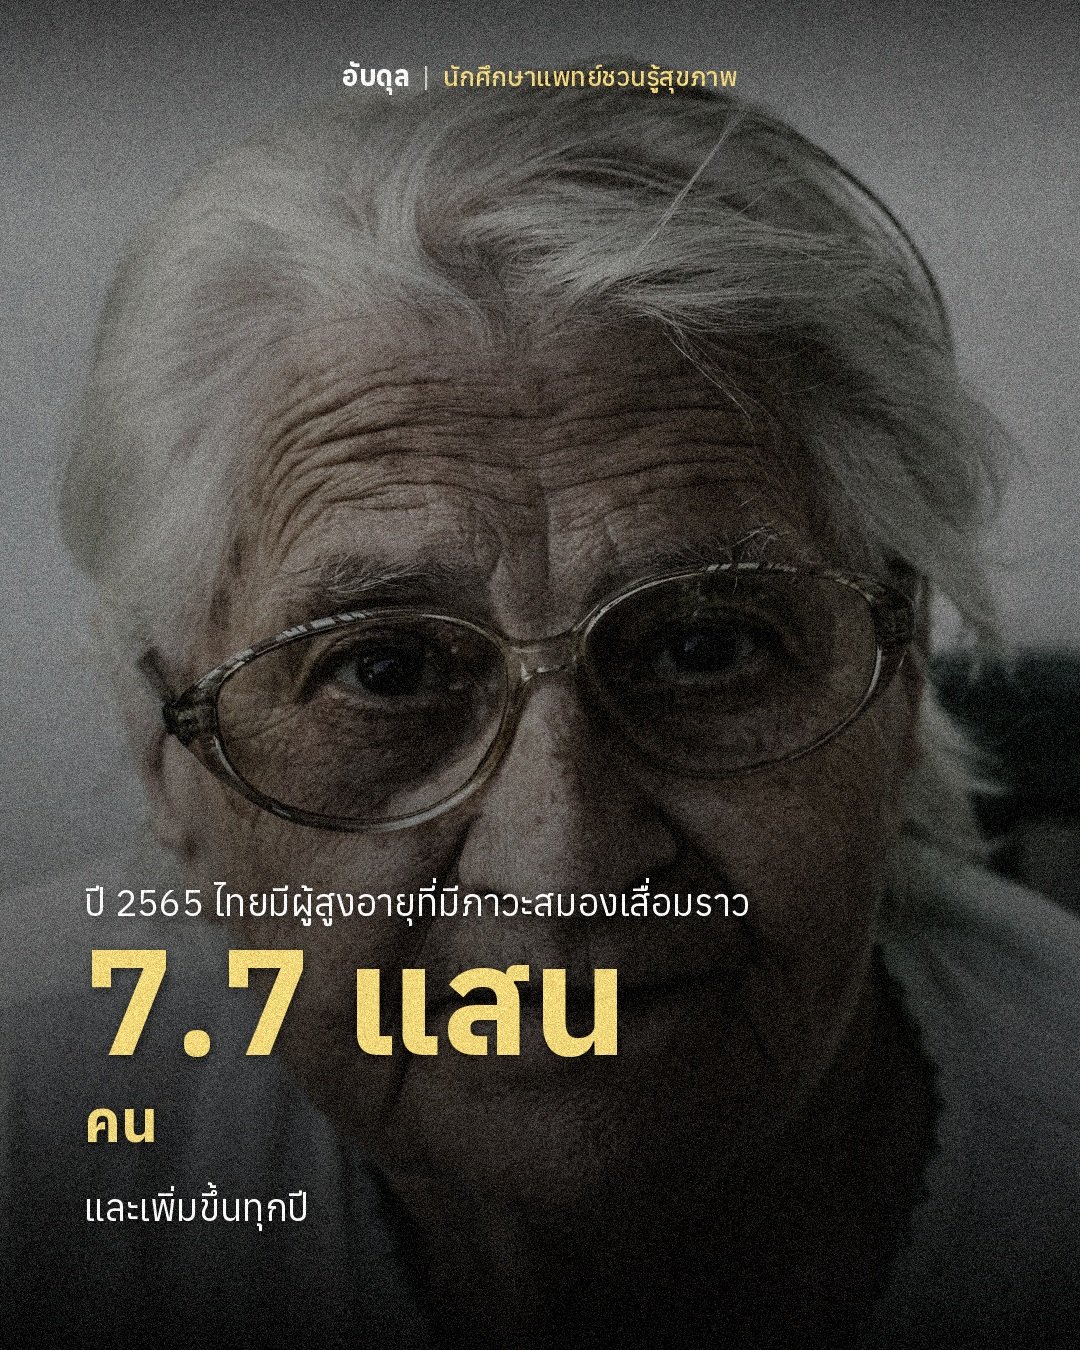 อับดุล | นักศึกษาแพทย์ชวนรู้สุขภาพ
ปี 2565 ไทยมีผู้สูงอายุที่มีภาวะสมองเสื่อมราว
7.7 แสน
คน
และเพิ่มขึ้นทุกปี